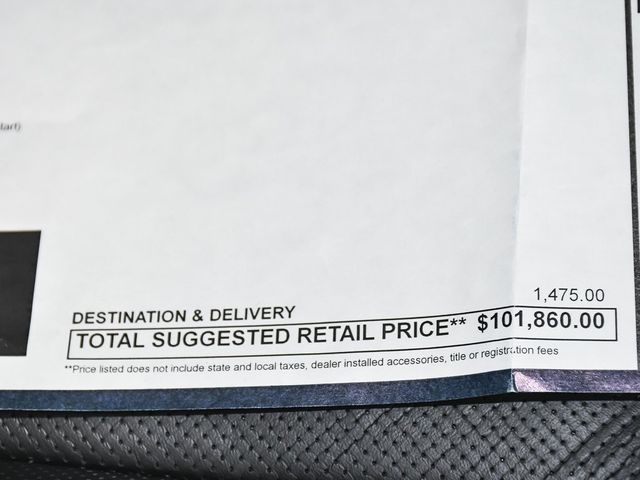 tart)
1,475.00
DESTINATION & DELIVERY
TOTAL SUGGESTED RETAIL PRICE** $101,860.00
**Price listed does not include state and local taxes, dealer installed accessories, title or registration fees